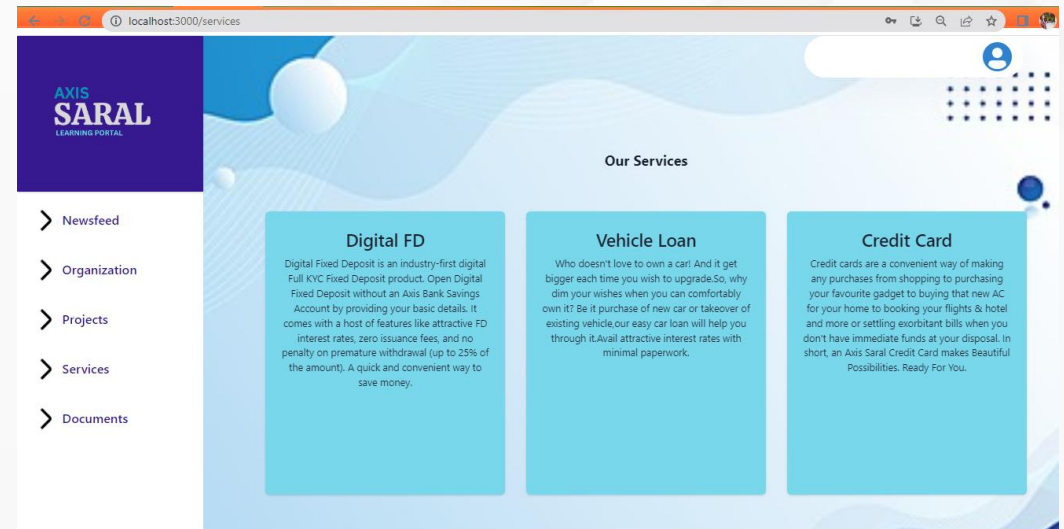 localhost:3000/services
AXIS
SARAL
LEARNING PORTAL
Newsfeed
Organization
Projects
Services
Documents
Our Services
Digital FD
Digital Fixed Deposit is an industry-first digital
Full KYC Fixed Deposit product. Open Digital
Fixed Deposit without an Axis Bank Savings
Account by providing your basic details. It
comes with a host of features like attractive FD
interest rates, zero issuance fees, and no
penalty on premature withdrawal (up to 25% of
the amount). A quick and convenient way to
save money.
Vehicle Loan
Who doesn't love to own a car! And it get
bigger each time you wish to upgrade.So, why
dim your wishes when you can comfortably
own it? Be it purchase of new car or takeover of
existing vehicle,our easy car loan will help you
through it.Avail attractive interest rates with
minimal paperwork.
Credit Card
Credit cards are a convenient way of making
any purchases from shopping to purchasing
your favourite gadget to buying that new AC
for your home to booking your flights & hotel
and more or settling exorbitant bills when you
don't have immediate funds at your disposal. In
short, an Axis Saral Credit Card makes Beautiful
Possibilities. Ready For You.